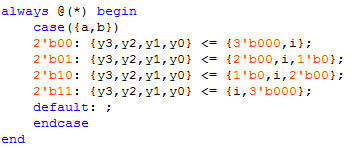 always @(*) begin
case({a,b})
2'b00: {y3,y2,y1,y0} <= {3'b000,i};
2'b01: {y3,y2,y1,y0} <= {2'b00,i,1'b0};
2'b10: {y3,y2,y1,y0} <= {1'b0,i,2'b00};
2'b11: {y3,y2,y1,y0} <= {i,3'b000};
default: ;
endcase
end